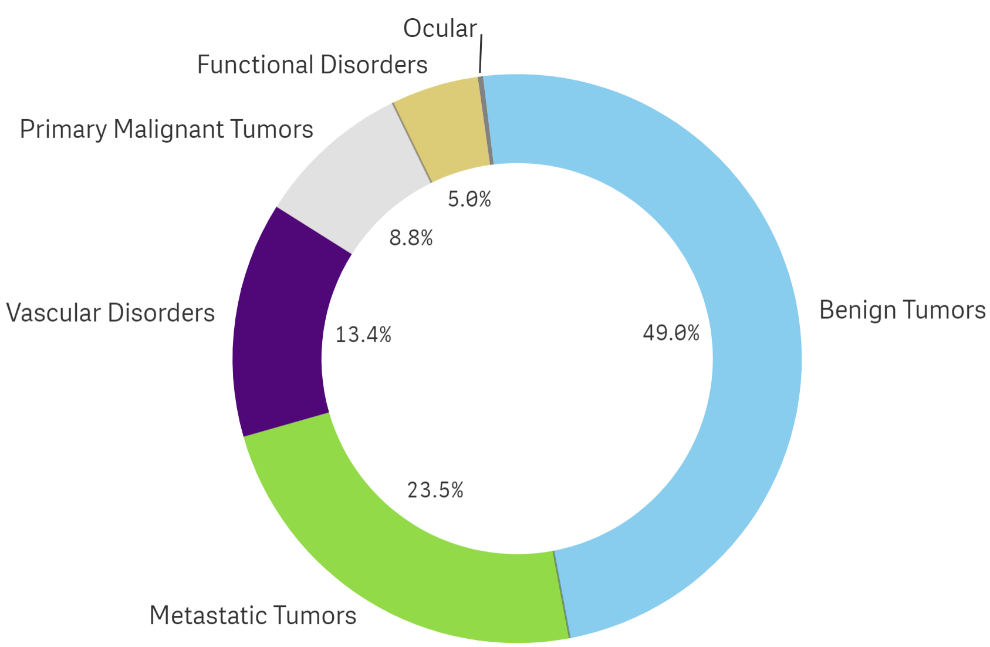 Ocular
Functional Disorders
Primary Malignant Tumors
5.0%
8.8%
Vascular Disorders
13.4%
49.0%
Benign Tumors
23.5%
Metastatic Tumors